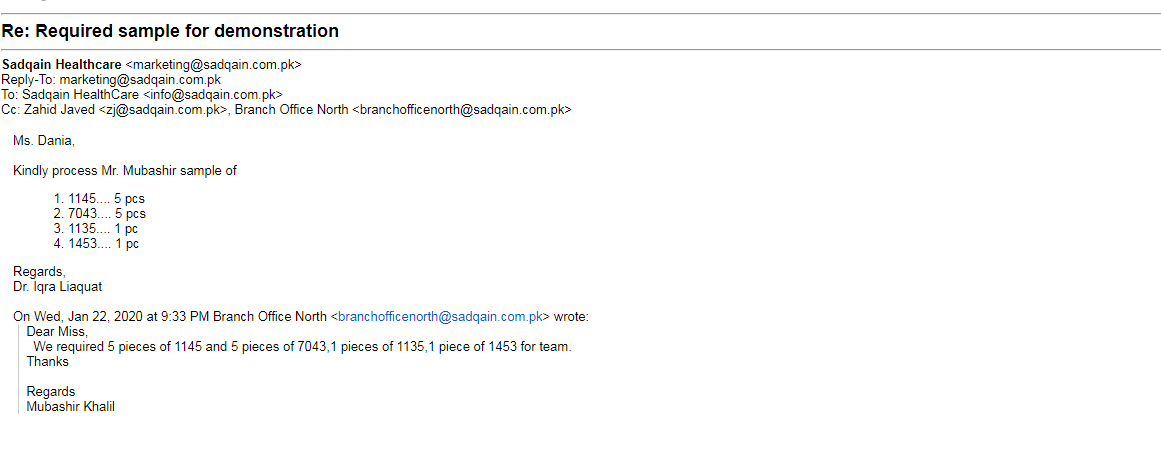 Re: Required sample for demonstration
Sadqain Healthcare <marketing@sadqain.com.pk>
Reply-To: marketing@sadqain.com.pk
To: Sadqain HealthCare <info@sadqain.com.pk>
Cc: Zahid Javed <zj@sadqain.com.pk>, Branch Office North <branchofficenorth@sadqain.com.pk>
Ms. Dania,
Kindly process Mr. Mubashir sample of
1. 1145.... 5 pcs
2. 7043.... 5 pcs
3. 1135.... 1 pc
4. 1453.... 1 pc
Regards,
Dr. Iqra Liaquat
On Wed, Jan 22, 2020 at 9:33 PM Branch Office North <branchofficenorth@sadqain.com.pk> wrote:
Dear Miss,
We required 5 pieces of 1145 and 5 pieces of 7043,1 pieces of 1135,1 piece of 1453 for team.
Thanks
Regards
Mubashir Khalil